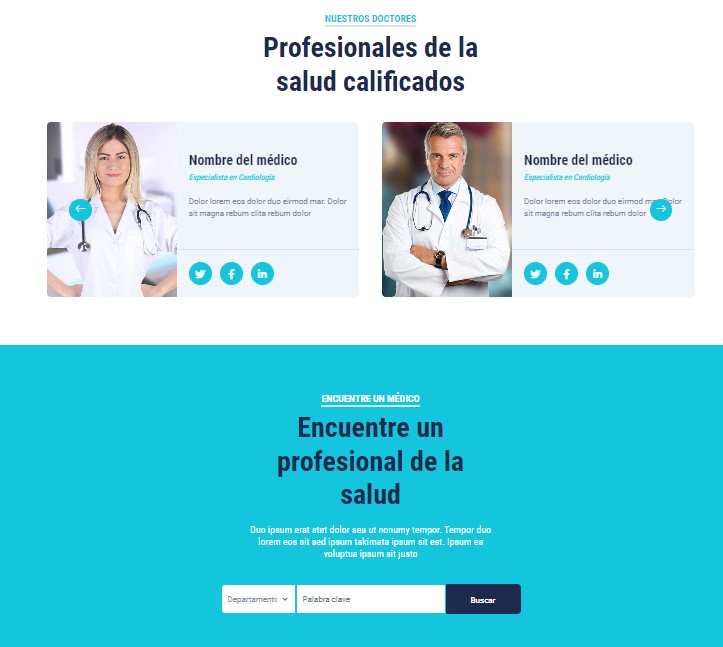 NUESTROS DOCTORES
Profesionales de la
salud calificados
Nombre del médico
Especialista en Cardiología
Dolor lorem eos dolor duo eirmod mar. Dolor
sit magna rebum clita rebum dolor
Nombre del médico
Especialista en Cardiología
Dolor lorem eos dolor duo eirmod Dolor
sit magna rebum clita rebum dolor
ENCUENTRE UN MÉDICO
Encuentre un
profesional de la
salud
Duo ipsum erat stet dolor sea ut nonumy tempor. Tempor duo
lorem eos sit sed ipsum takimata ipsum sit est. Ipsum ea
voluptua ipsum sit justo
Departamento
Palabra clave
Buscar